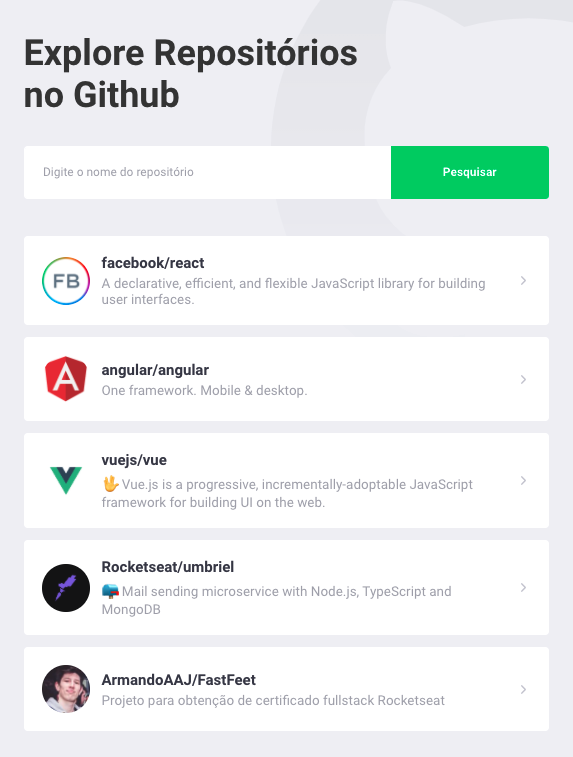 Explore Repositórios
no Github
Digite o nome do repositório
Pesquisar
FB
facebook/react
A declarative, efficient, and flexible JavaScript library for building
user interfaces.
A
angular/angular
One framework. Mobile & desktop.
vuejs/vue
🖖 Vue.js is a progressive, incrementally-adoptable JavaScript
framework for building UI on the web.
Rocketseat/umbriel
📪 Mail sending microservice with Node.js, TypeScript and
MongoDB
ArmandoAAJ/FastFeet
Projeto para obtenção de certificado fullstack Rocketseat